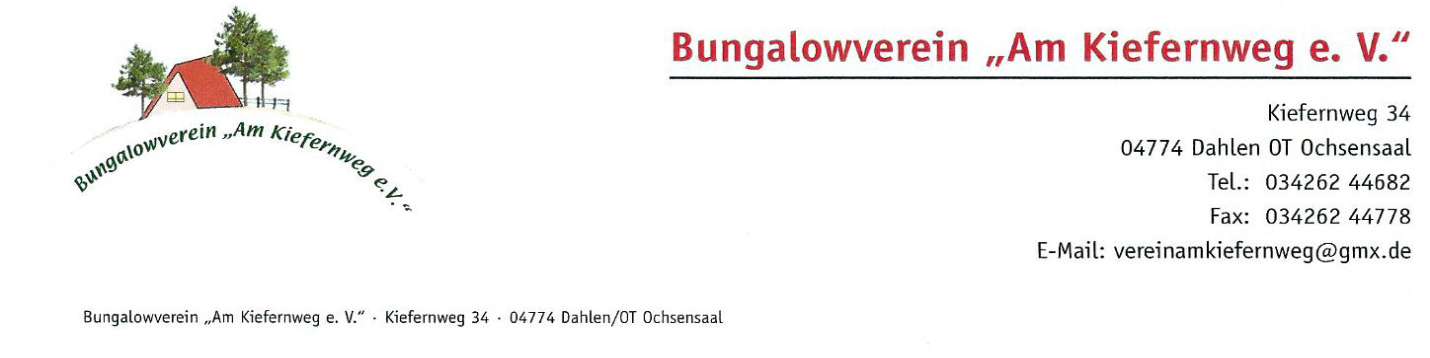 Bungalowverein „Am Kiefernweg e.V.“
Bungalowverein „Am Kiefernweg e. V.“
Kiefernweg 34
04774 Dahlen OT Ochsensaal
Tel.: 034262 44682
Fax: 034262 44778
E-Mail: vereinamkiefernweg@gmx.de
Bungalowverein „Am Kiefernweg e. V.“ · Kiefernweg 34 · 04774 Dahlen/OT Ochsensaal